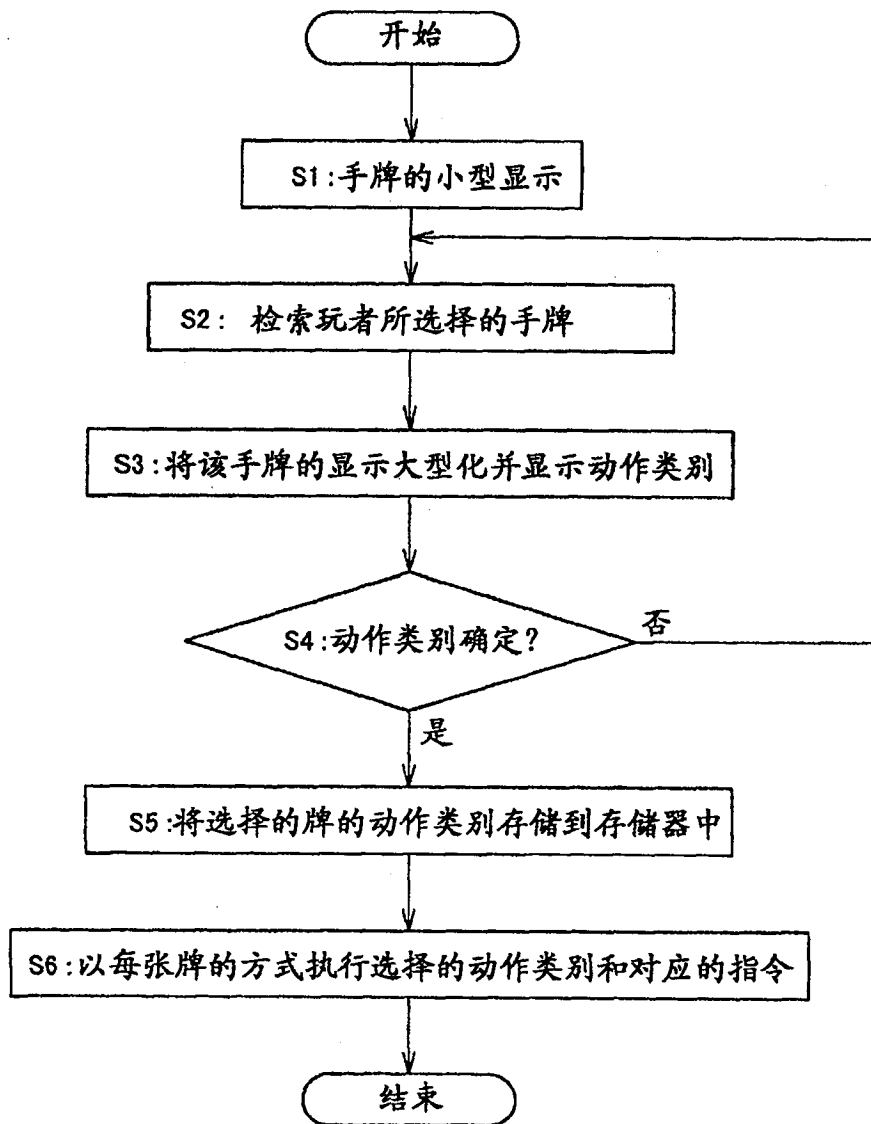 开始
S1:手牌的小型显示
S2: 检索玩者所选择的手牌
S3:将该手牌的显示大型化并显示动作类别
S4:动作类别确定?
否
是
S5:将选择的牌的动作类别存储到存储器中
S6:以每张牌的方式执行选择的动作类别和对应的指令
结束